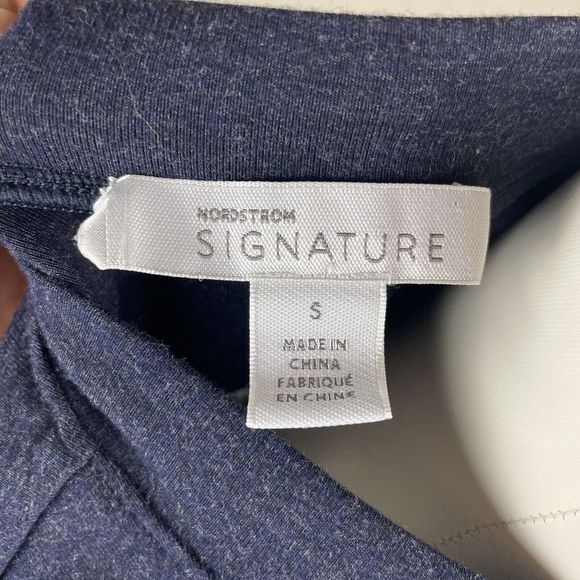 NORDSTROM
SIGNATURE
S
MADE IN
CHINA
FABRIQUÉ
EN CHINE